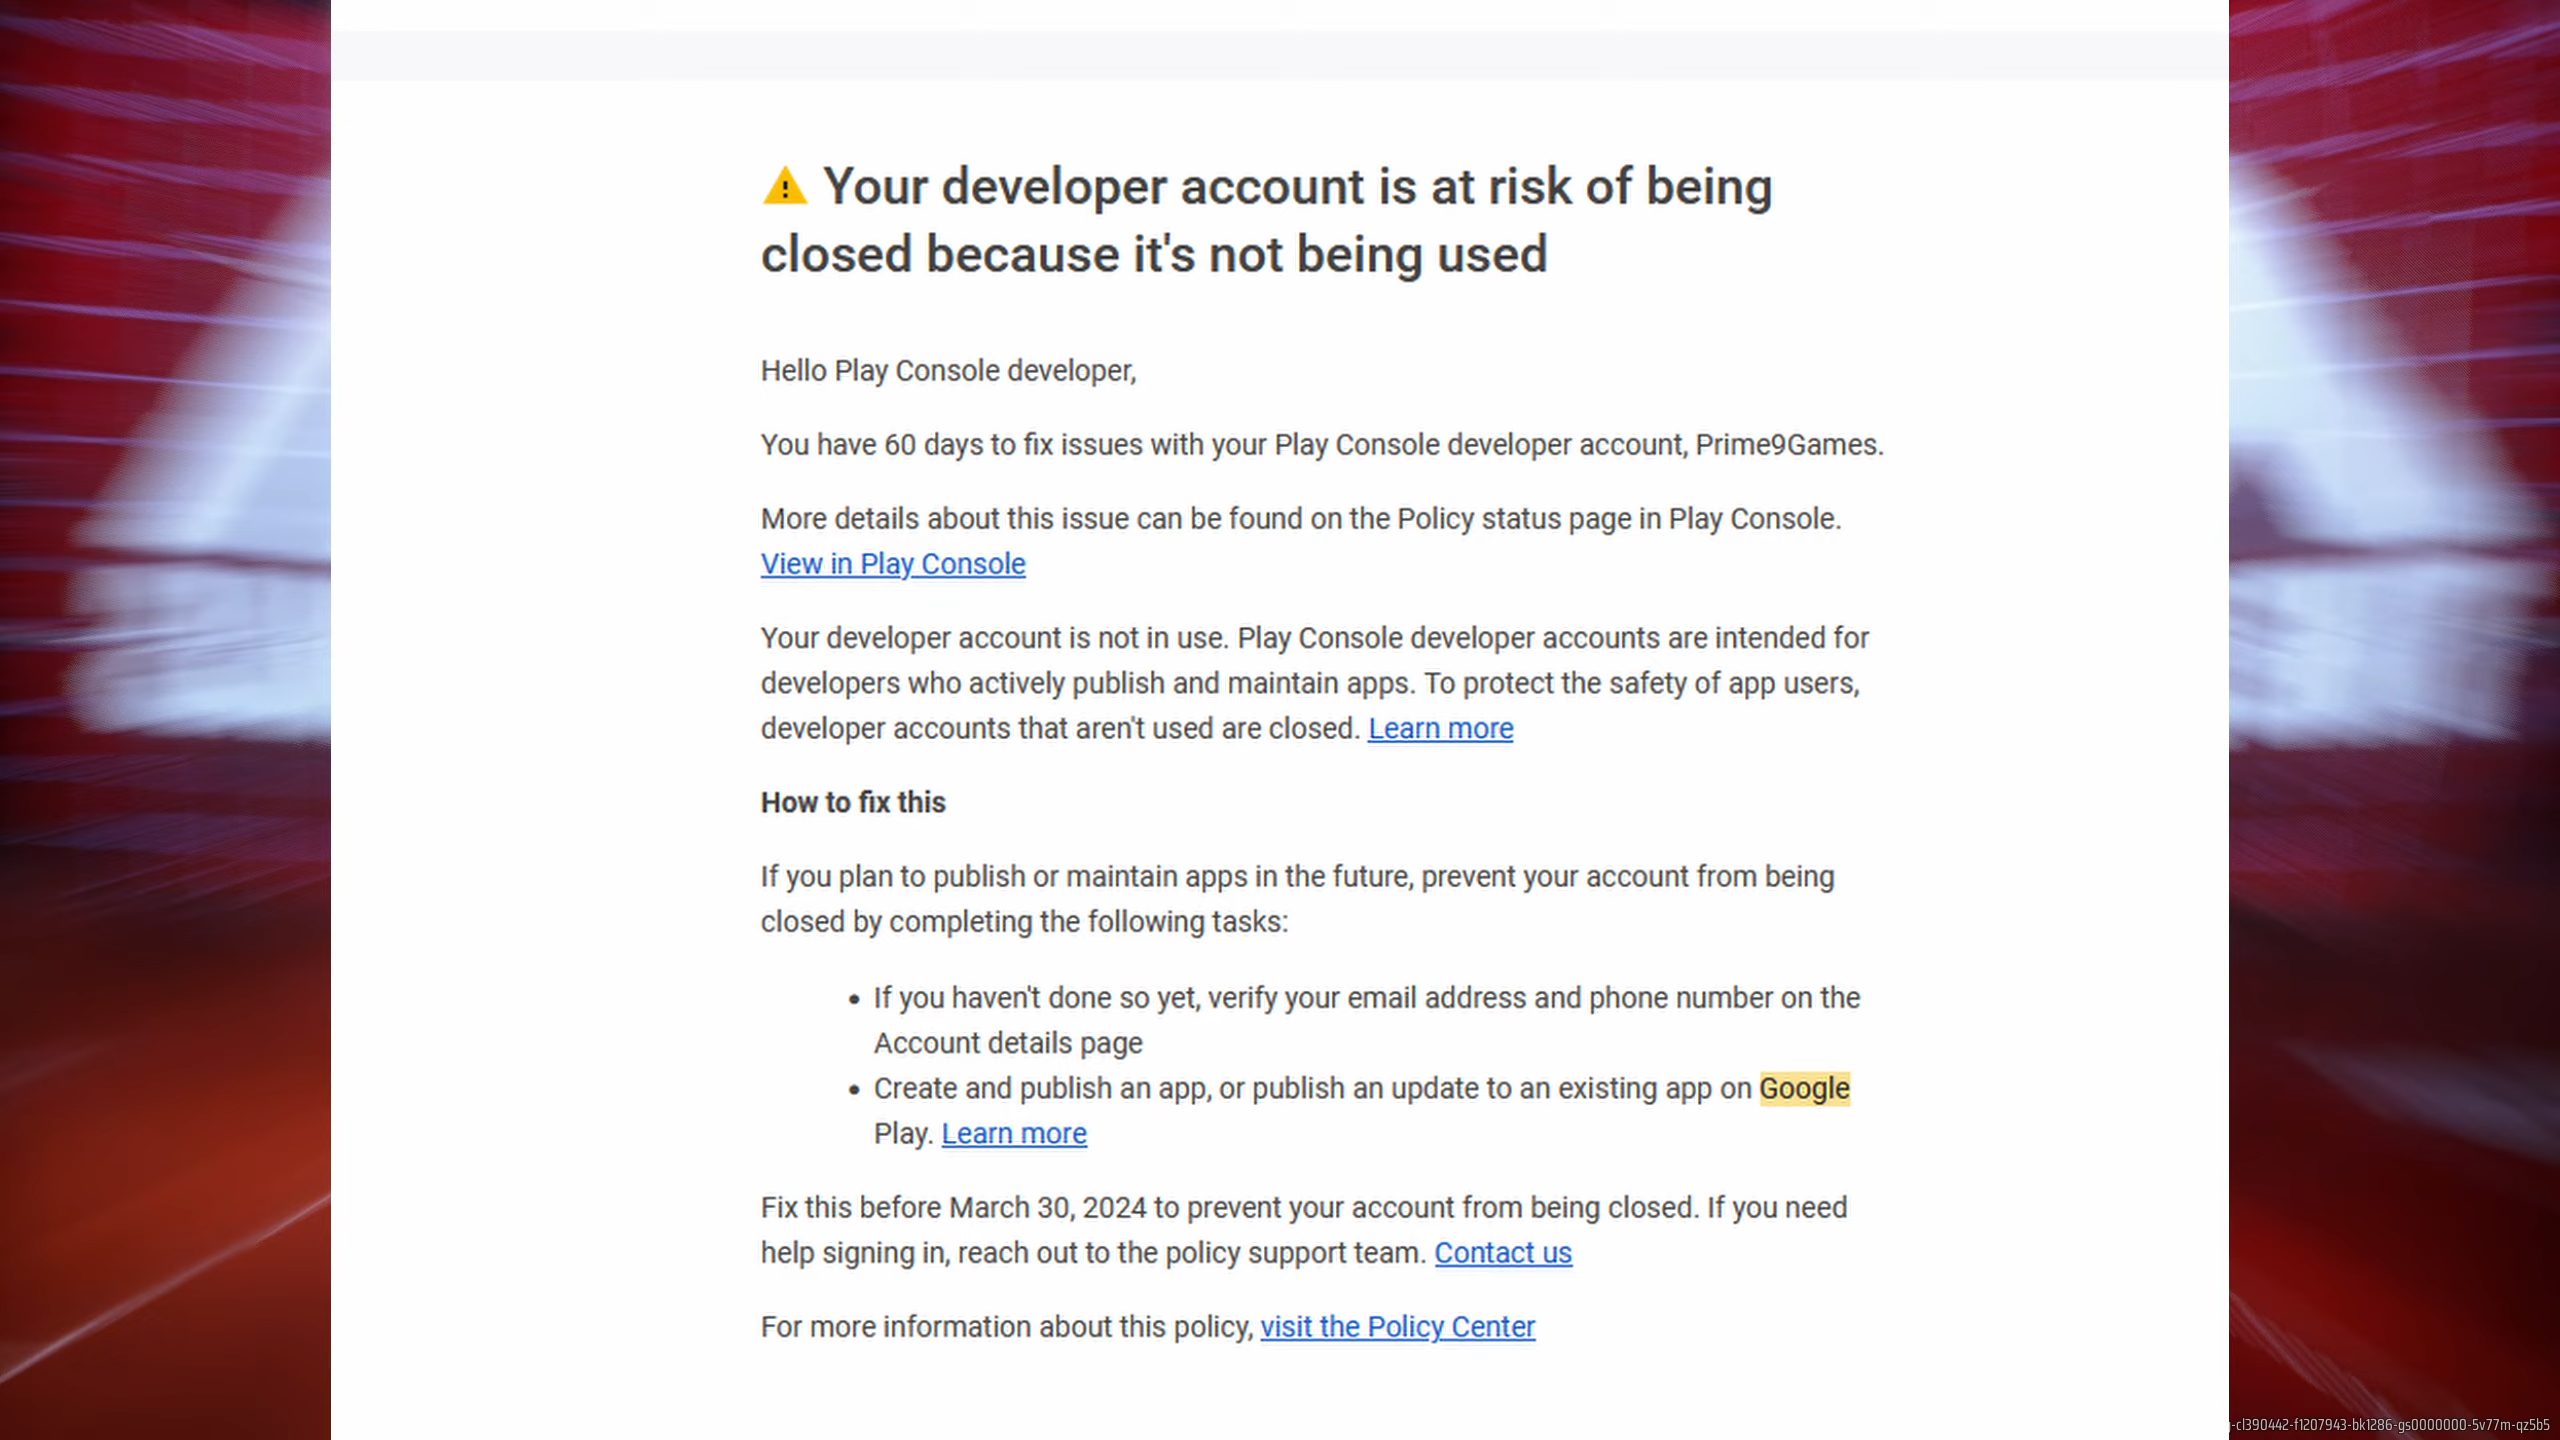 Your developer account is at risk of being
closed because it's not being used
Hello Play Console developer,
You have 60 days to fix issues with your Play Console developer account, Prime9Games.
More details about this issue can be found on the Policy status page in Play Console.
View in Play Console
Your developer account is not in use. Play Console developer accounts are intended for
developers who actively publish and maintain apps. To protect the safety of app users,
developer accounts that aren't used are closed. Learn more
How to fix this
If you plan to publish or maintain apps in the future, prevent your account from being
closed by completing the following tasks:
• If you haven't done so yet, verify your email address and phone number on the
Account details page
• Create and publish an app, or publish an update to an existing app on Google
Play. Learn more
Fix this before March 30, 2024 to prevent your account from being closed. If you need
help signing in, reach out to the policy support team. Contact us
For more information about this policy, visit the Policy Center
-cl390442-f1207943-bk1286-gs0000000-5v77m-qz5b5